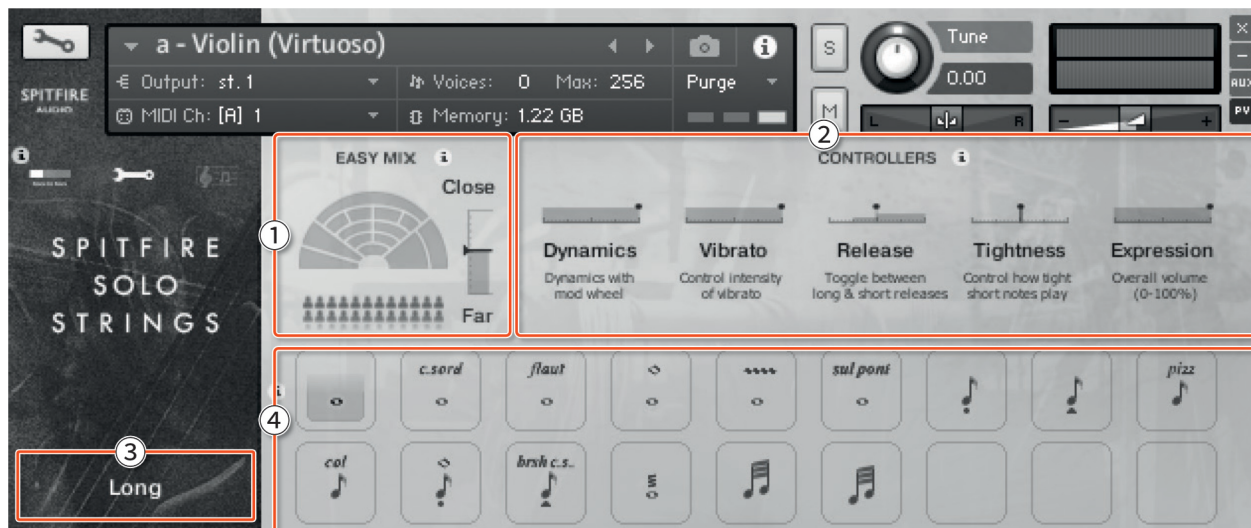 a - Violin (Virtuoso)
i
S
Tune
×
SPITFIRE
AUDIO
Output: st. 1
Voices: 0 Max: 256
Purge
0.00
−
AUX
MIDI Ch: [A] 1
Memory: 1.22 GB
M
L
R
−
+
PV
2
i
EASY MIX i
CONTROLLERS i
Close
1
SPITFIRE
SOLO
STRINGS
Dynamics
Vibrato
Release
Tightness
Expression
Dynamics with
mod wheel
Control intensity
of vibrato
Toggle between
long & short releases
Control how tight
short notes play
Overall volume
(0-100%)
Far
i
c.sord
flaut
sul pont
pizz
4
3
Long
col
brsh c.s..